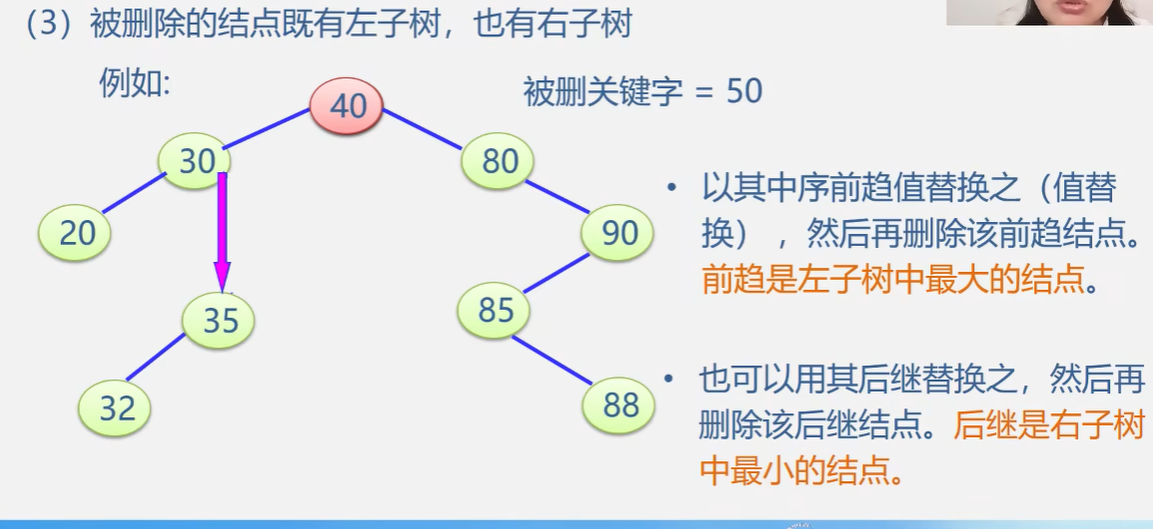 （3）被删除的结点既有左子树，也有右子树
例如:
被删关键字 = 50
40
30
80
20
90
35
85
32
88
• 以其中序前趋值替换之（值替
换），然后再删除该前趋结点。
前趋是左子树中最大的结点。
• 也可以用其后继替换之，然后再
删除该后继结点。后继是右子树
中最小的结点。